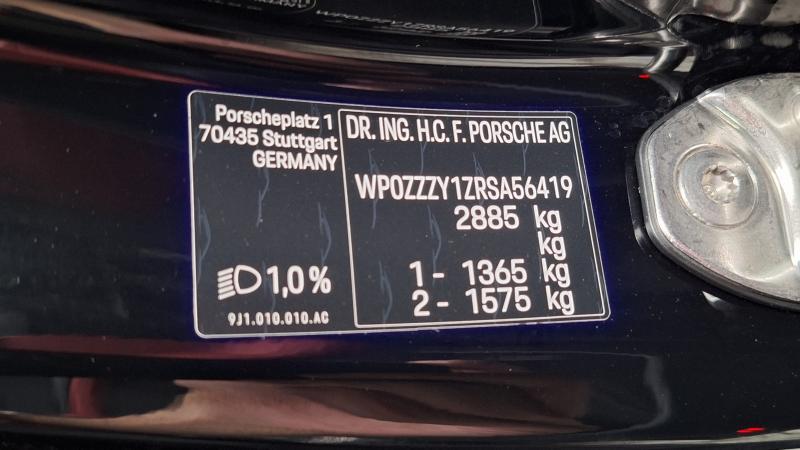 Porscheplatz 1
70435 Stuttgart
GERMANY
1,0 %
9J1.010.010.AC
DR. ING. H.C. F. PORSCHE AG
WP0ZZZY1ZRSA56419
2885 kg
kg
1 - 1365 kg
2 - 1575 kg